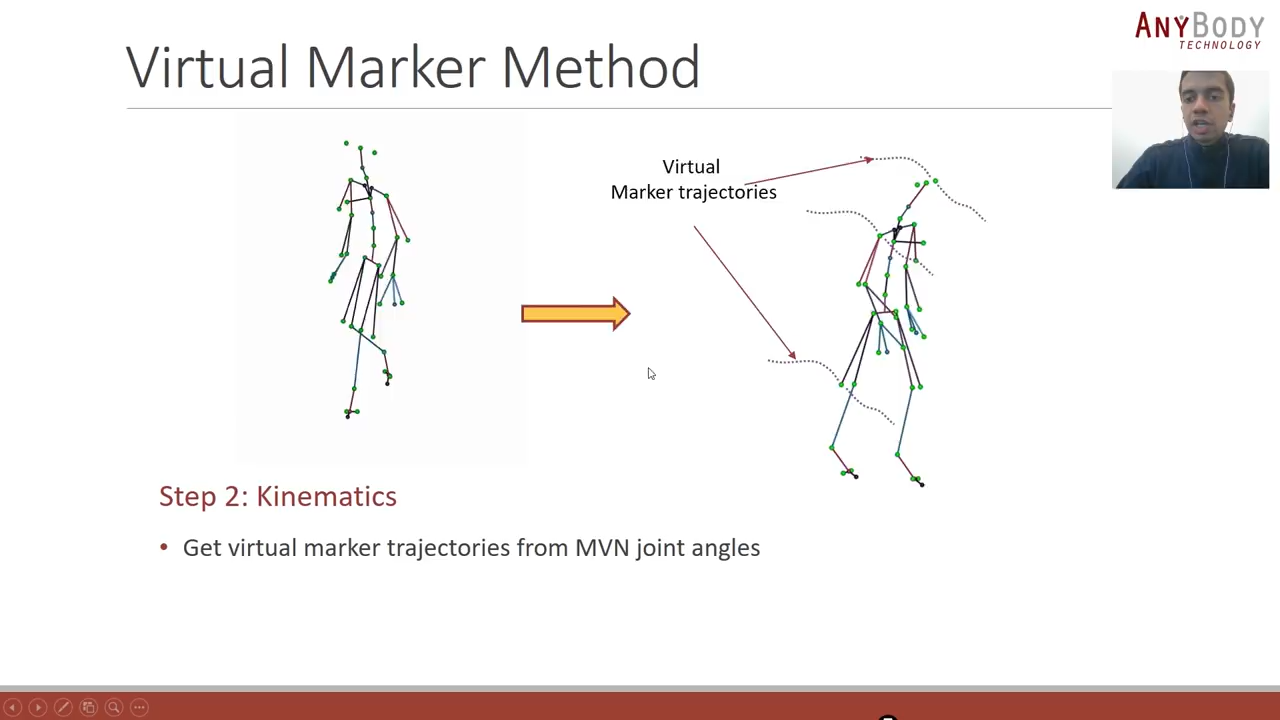 Virtual Marker Method
ANYBODY
TECHNOLOGY
Virtual
Marker trajectories
Step 2: Kinematics
• Get virtual marker trajectories from MVN joint angles